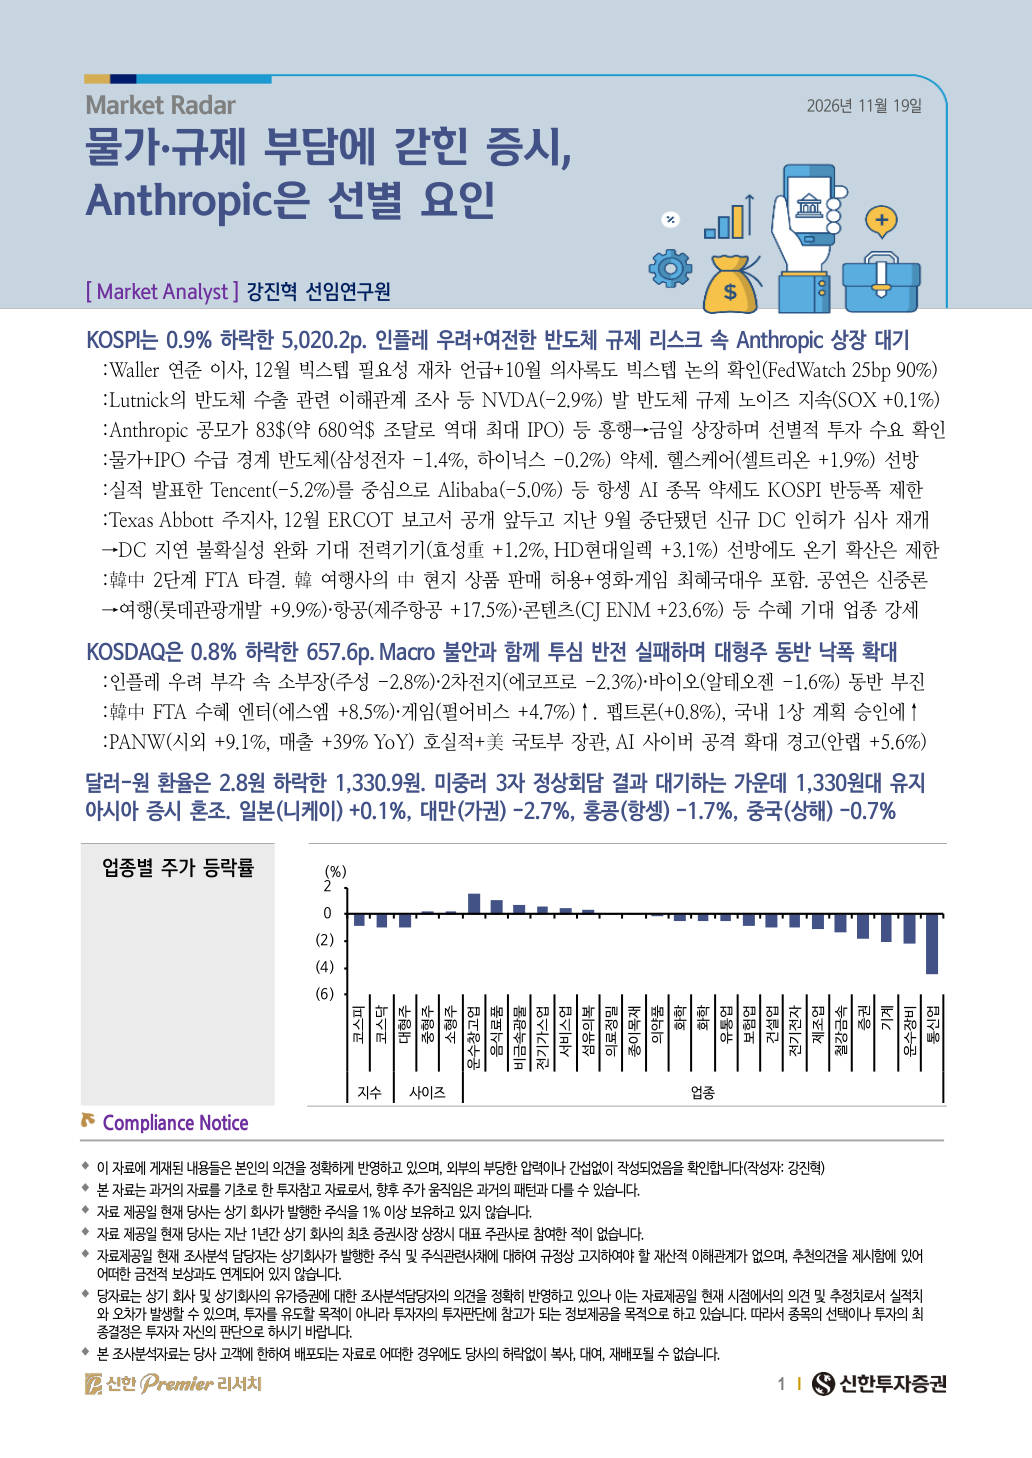 Market Radar
2026년 11월 19일
물가·규제 부담에 갇힌 증시,
Anthropic은 선별 요인
[ Market Analyst ] 강진혁 선임연구원
KOSPI는 0.9% 하락한 5,020.2p. 인플레 우려+여전한 반도체 규제 리스크 속 Anthropic 상장 대기
:Waller 연준 이사, 12월 빅스텝 필요성 재차 언급+10월 의사록도 빅스텝 논의 확인(FedWatch 25bp 90%)
:Lutnick의 반도체 수출 관련 이해관계 조사 등 NVDA(-2.9%) 발 반도체 규제 노이즈 지속(SOX +0.1%)
:Anthropic 공모가 83$(약 680억$ 조달로 역대 최대 IPO) 등 흥행→금일 상장하며 선별적 투자 수요 확인
:물가+IPO 수급 경계 반도체(삼성전자 -1.4%, 하이닉스 -0.2%) 약세. 헬스케어(셀트리온 +1.9%) 선방
:실적 발표한 Tencent(-5.2%)를 중심으로 Alibaba(-5.0%) 등 항셍 AI 종목 약세도 KOSPI 반등폭 제한
:Texas Abbott 주지사, 12월 ERCOT 보고서 공개 앞두고 지난 9월 중단됐던 신규 DC 인허가 심사 재개
→DC 지연 불확실성 완화 기대 전력기기(효성重 +1.2%, HD현대일렉 +3.1%) 선방에도 온기 확산은 제한
:韓中 2단계 FTA 타결. 韓 여행사의 中 현지 상품 판매 허용+영화·게임 최혜국대우 포함. 공연은 신중론
→여행(롯데관광개발 +9.9%)·항공(제주항공 +17.5%)·콘텐츠(CJ ENM +23.6%) 등 수혜 기대 업종 강세
KOSDAQ은 0.8% 하락한 657.6p. Macro 불안과 함께 투심 반전 실패하며 대형주 동반 낙폭 확대
:인플레 우려 부각 속 소부장(주성 -2.8%)·2차전지(에코프로 -2.3%)·바이오(알테오젠 -1.6%) 동반 부진
:韓中 FTA 수혜 엔터(에스엠 +8.5%)·게임(펄어비스 +4.7%)↑. 펩트론(+0.8%), 국내 1상 계획 승인에↑
:PANW(시외 +9.1%, 매출 +39% YoY) 호실적+美 국토부 장관, AI 사이버 공격 확대 경고(안랩 +5.6%)
달러-원 환율은 2.8원 하락한 1,330.9원. 미중러 3자 정상회담 결과 대기하는 가운데 1,330원대 유지
아시아 증시 혼조. 일본(니케이) +0.1%, 대만(가권) -2.7%, 홍콩(항셍) -1.7%, 중국(상해) -0.7%
업종별 주가 등락률
(%)
2
0
(2)
(4)
(6)
코스피
코스닥
대형주
중형주
소형주
운수창고업
음식료품
비금속광물
전기가스업
서비스업
섬유의복
의료정밀
종이목재
의약품
화학
화학
유통업
보험업
건설업
전기전자
제조업
철강금속
증권
기계
운수장비
통신업
지수
사이즈
업종
Compliance Notice
◆ 이 자료에 게재된 내용들은 본인의 의견을 정확하게 반영하고 있으며, 외부의 부당한 압력이나 간섭없이 작성되었음을 확인합니다(작성자: 강진혁)
◆ 본 자료는 과거의 자료를 기초로 한 투자참고 자료로서, 향후 주가 움직임은 과거의 패턴과 다를 수 있습니다.
◆ 자료 제공일 현재 당사는 상기 회사가 발행한 주식을 1% 이상 보유하고 있지 않습니다.
◆ 자료 제공일 현재 당사는 지난 1년간 상기 회사의 최초 증권시장 상장시 대표 주관사로 참여한 적이 없습니다.
◆ 자료제공일 현재 조사분석 담당자는 상기회사가 발행한 주식 및 주식관련사채에 대하여 규정상 고지하여야 할 재산적 이해관계가 없으며, 추천의견을 제시함에 있어
어떠한 금전적 보상과도 연계되어 있지 않습니다.
◆ 당자료는 상기 회사 및 상기회사의 유가증권에 대한 조사분석담당자의 의견을 정확히 반영하고 있으나 이는 자료제공일 현재 시점에서의 의견 및 추정치로서 실적치
와 오차가 발생할 수 있으며, 투자를 유도할 목적이 아니라 투자자의 투자판단에 참고가 되는 정보제공을 목적으로 하고 있습니다. 따라서 종목의 선택이나 투자의 최
종결정은 투자자 자신의 판단으로 하시기 바랍니다.
◆ 본 조사분석자료는 당사 고객에 한하여 배포되는 자료로 어떠한 경우에도 당사의 허락없이 복사, 대여, 재배포될 수 없습니다.
신한 Premier 리서치
1 | 신한투자증권